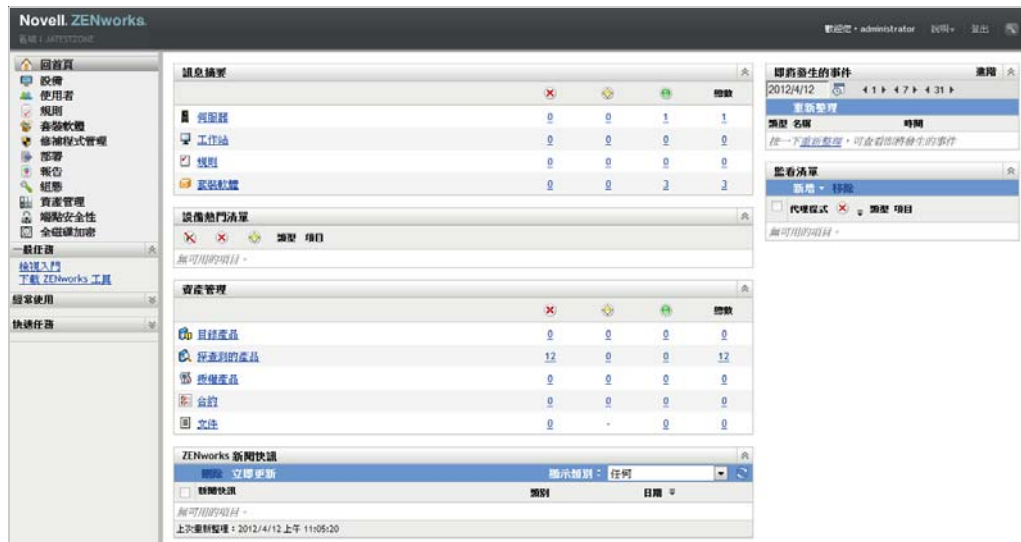 Novell. ZENworks.
區域：JATESTZONE
歡迎您，administrator 說明 登出
回首頁
設備
使用者
規則
套裝軟體
修補程式管理
部署
報告
組態
資產管理
端點安全性
全磁碟加密
一般任務
檢視入門
下載 ZENworks 工具
經常使用
快速任務
訊息摘要
總數
伺服器 0 0 1 1
工作站 0 0 0 0
規則 0 0 0 0
套裝軟體 0 0 3 3
設備熱門清單
類型 項目
無可用的項目。
資產管理
總數
目錄產品 0 0 0 0
探查到的產品 12 0 0 12
授權產品 0 0 0 0
合約 0 0 0 0
文件 0 - 0 0
ZENworks 新聞快訊
刪除 立即更新 顯示類別： 任何
新聞快訊 類別 日期
無可用的項目。
上次重新整理：2012/4/12 上午 11:05:20
即將發生的事件 進階
2012/4/12 1 7 31
重新整理
類型 名稱 時間
按一下重新整理，可查看即將發生的事件
監看清單
新增 移除
代理程式 類型 項目
無可用的項目。